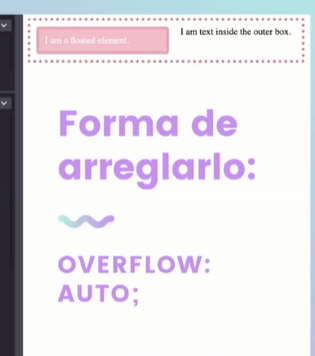 I am a floated element.
I am text inside the outer box.
Forma de
arreglarlo:
OVERFLOW:
AUTO;